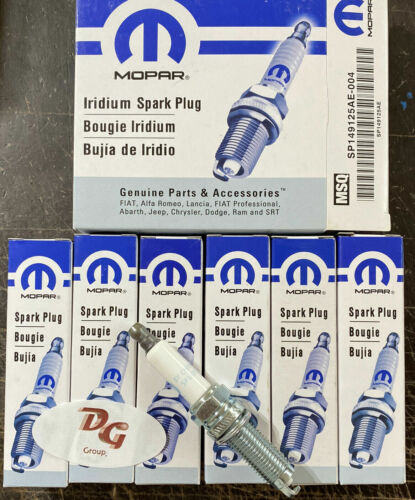 MOPAR®
Iridium Spark Plug
Bougie Iridium
Bujía de Iridio
Genuine Parts & Accessories™
FIAT, Alfa Romeo, Lancia, FIAT Professional,
Abarth, Jeep, Chrysler, Dodge, Ram and SRT
MOPAR
MSQ
SP149125AE-004
SP149125AE
MOPAR®
Spark Plug
Bougie
Bujía
MOPAR®
Spark Plug
Bougie
Bujía
MOPAR®
Spark Plug
Bougie
Bujía
MOPAR®
Spark Plug
Bougie
Bujía
MOPAR®
Spark Plug
Bougie
Bujía
MOPAR®
Spark Plug
Bougie
Bujía
DG
Group.